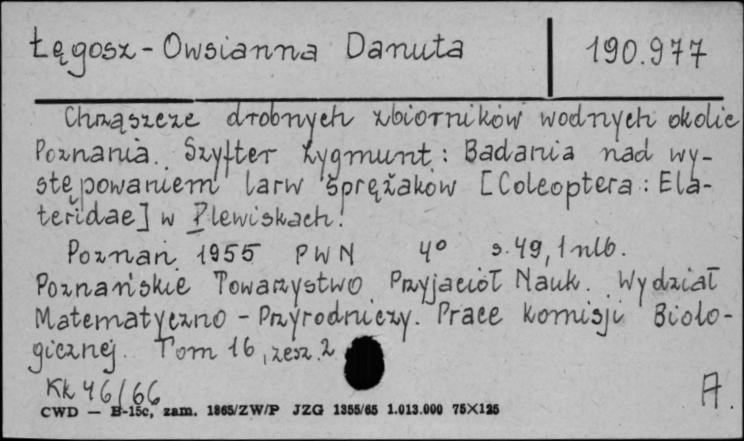 Łęgosz-Owsianna Danuta 190.977
Chrząszcze drobnych zbiorników wodnych okolic
Poznania. Szyfter Zygmunt: Badania nad wy-
stępowaniem larw sprężaków [Coleoptera: Ela-
teridae] w Plewiskach.
Poznań 1955 PWN 4° s. 49, 1 nlb.
Poznańskie Towarzystwo Przyjaciół Nauk. Wydział
Matematyczno-Przyrodniczy. Prace Komisji Biolo-
gicznej. Tom 16, zesz. 2
Kk 46/66 A.
CWD — B-15c, zam. 1865/ZW/P JZG 1355/65 1.013.000 75×125